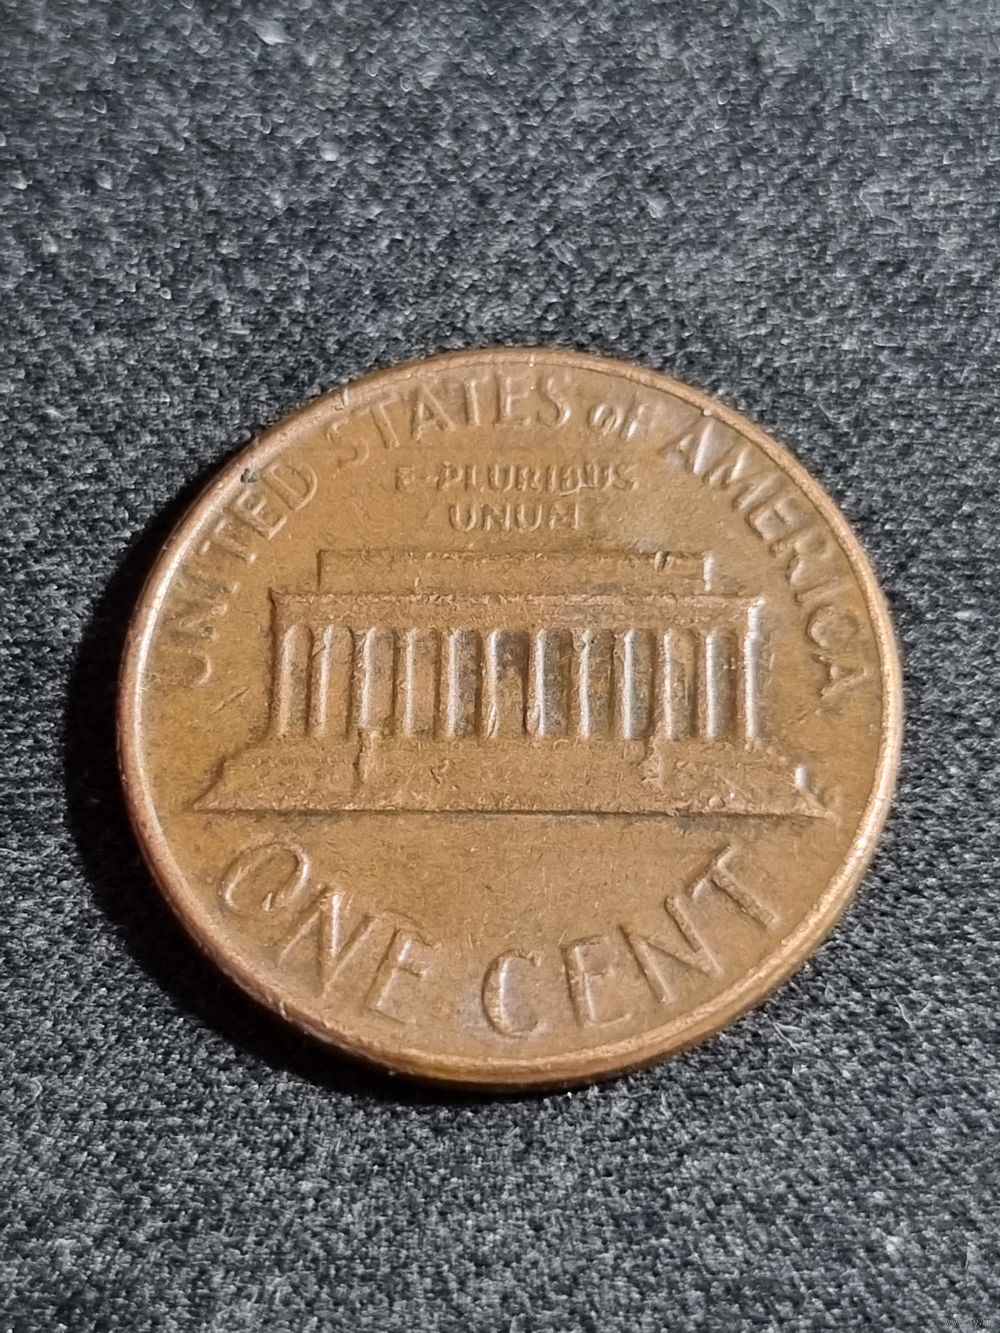 UNITED STATES OF AMERICA
E·PLURIBUS
UNUM
ONE CENT